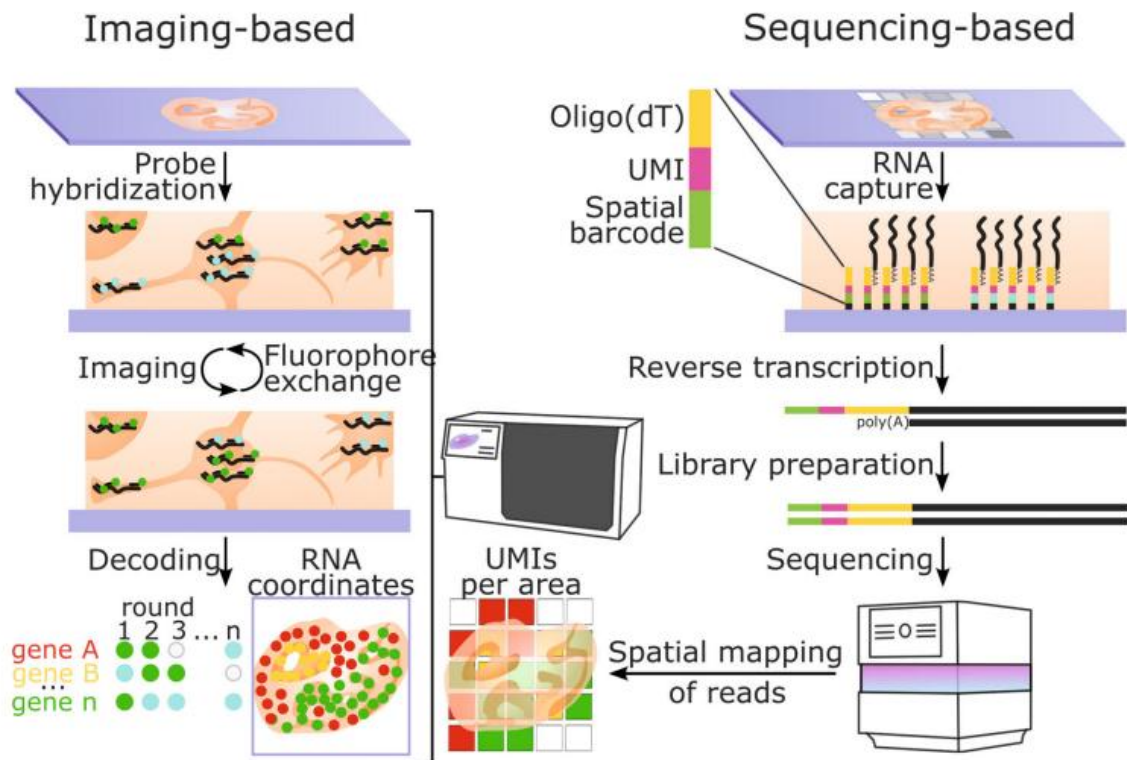 Imaging-based
Probe
hybridization
Imaging
Fluorophore
exchange
Decoding
RNA
coordinates
round
1 2 3 ... n
gene A
gene B
...
gene n
Sequencing-based
Oligo(dT)
UMI
Spatial
barcode
RNA
capture
Reverse transcription
poly(A)
Library preparation
Sequencing
Spatial mapping
of reads
UMIs
per area